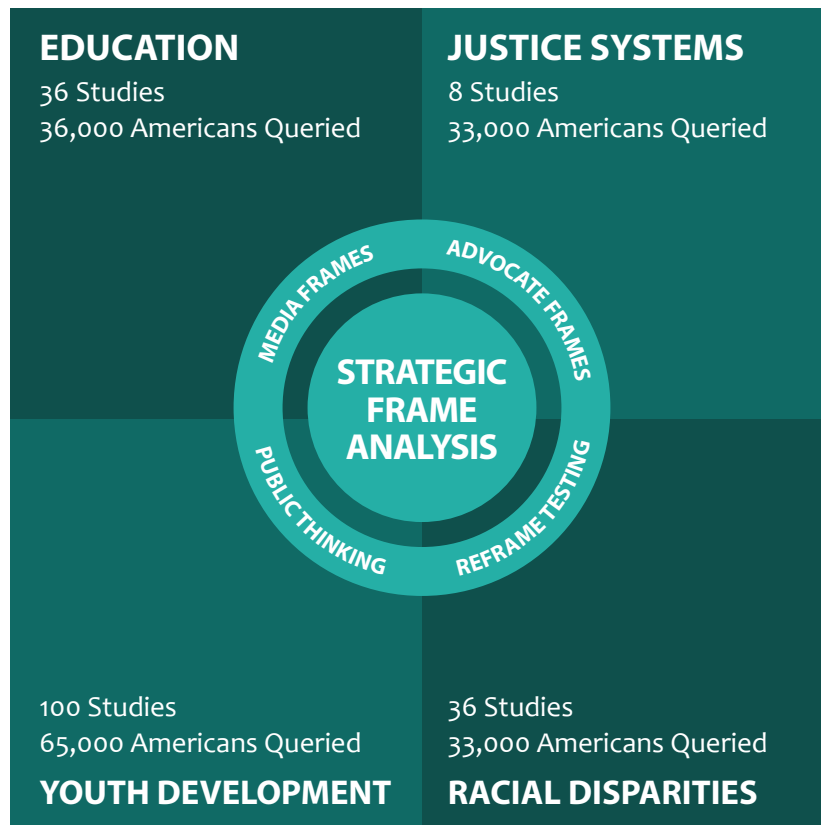 EDUCATION
36 Studies
36,000 Americans Queried
JUSTICE SYSTEMS
8 Studies
33,000 Americans Queried
MEDIA FRAMES
ADVOCATE FRAMES
STRATEGIC
FRAME
ANALYSIS
PUBLIC THINKING
REFRAME TESTING
100 Studies
65,000 Americans Queried
YOUTH DEVELOPMENT
36 Studies
33,000 Americans Queried
RACIAL DISPARITIES